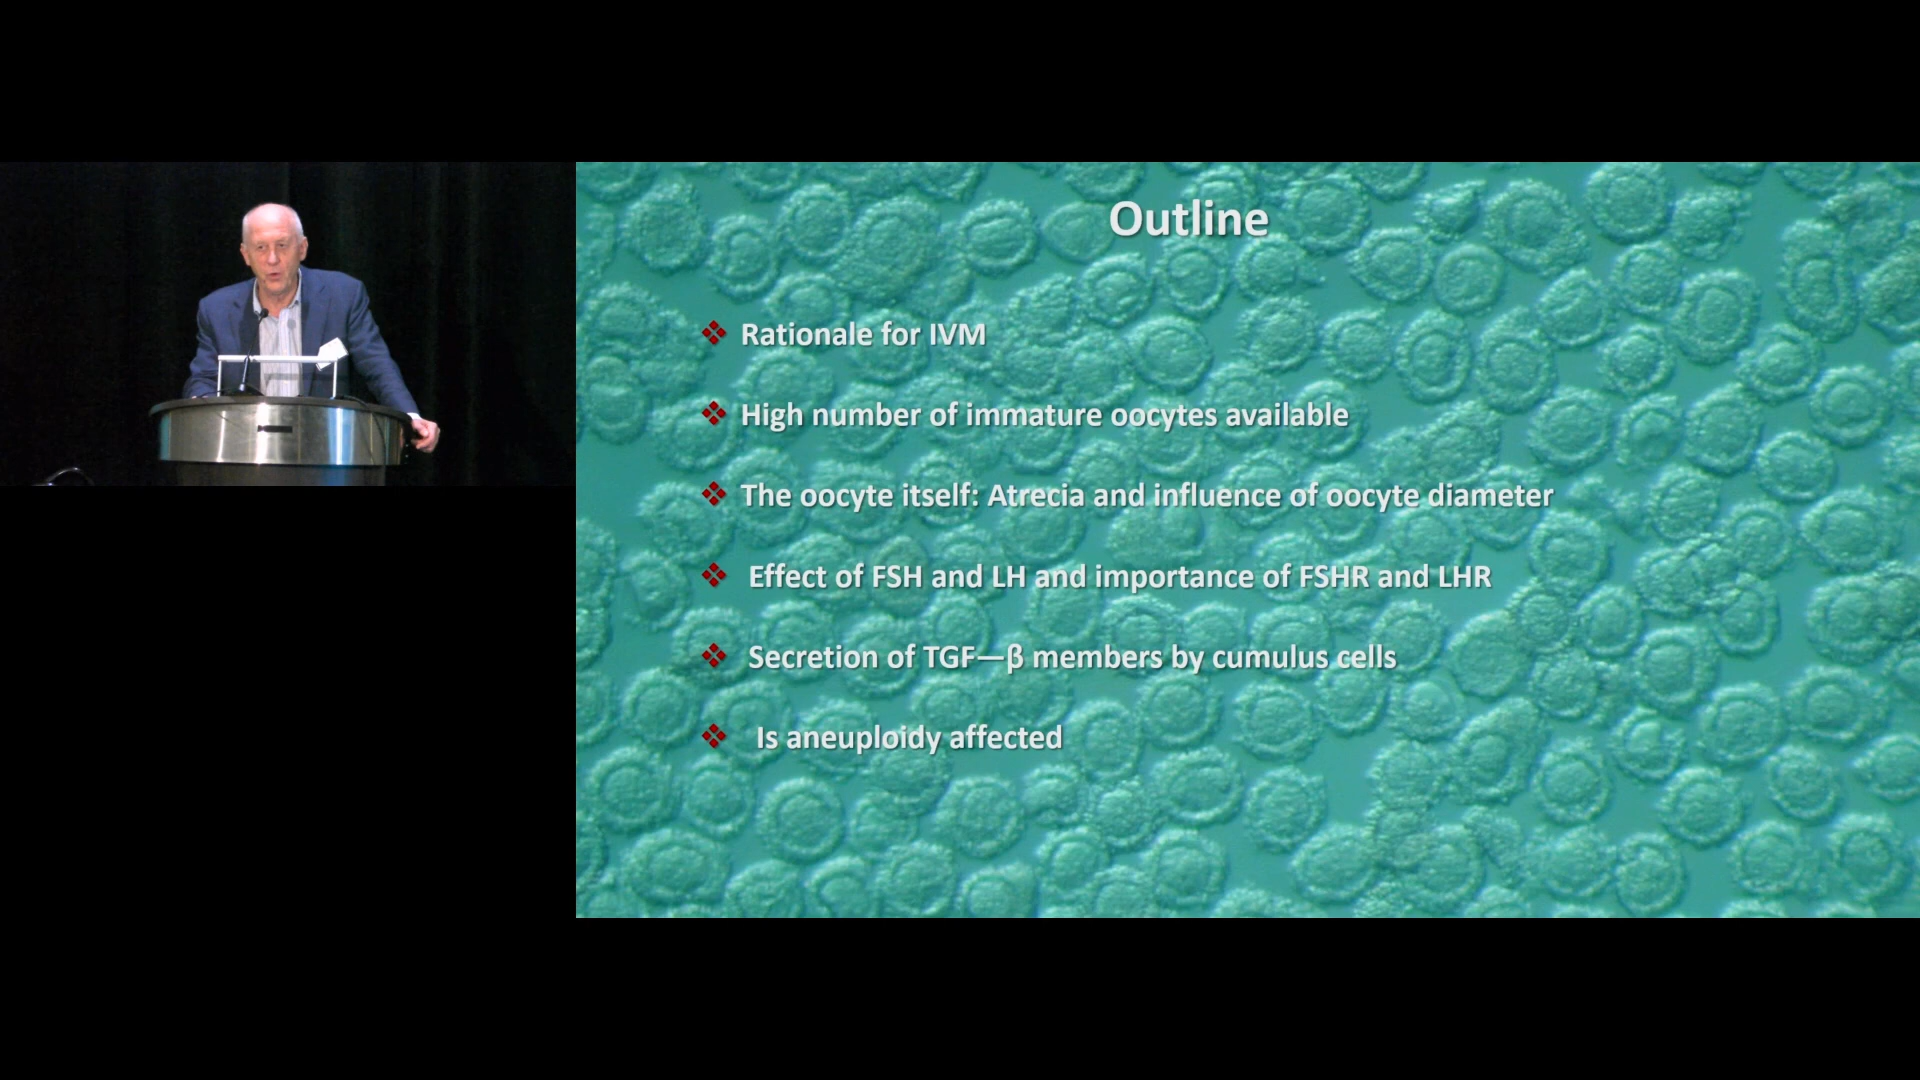 Outline
Rationale for IVM
High number of immature oocytes available
The oocyte itself: Atrecia and influence of oocyte diameter
Effect of FSH and LH and importance of FSHR and LHR
Secretion of TGF—β members by cumulus cells
Is aneuploidy affected